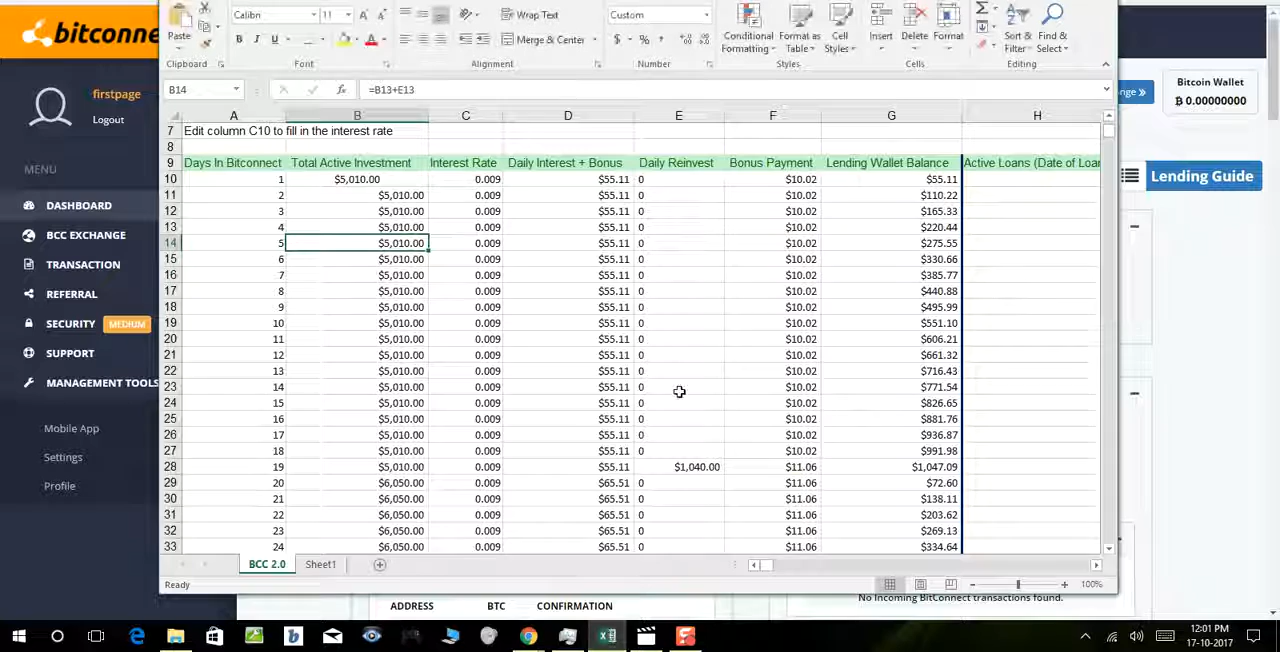 bitconne
firstpage
Logout
MENU
DASHBOARD
BCC EXCHANGE
TRANSACTION
REFERRAL
SECURITY MEDIUM
SUPPORT
MANAGEMENT TOOLS
Mobile App
Settings
Profile
Paste
Calibri 11
Wrap Text
Custom
B I U
Merge & Center
$ % ,
Conditional Formatting
Format as Table
Cell Styles
Insert Delete Format
Sort & Filter
Find & Select
Clipboard Font Alignment Number Styles Cells Editing
B14 fx =B13+E13
A B C D E F G H
7 Edit column C10 to fill in the interest rate
8
9 Days In Bitconnect Total Active Investment Interest Rate Daily Interest + Bonus Daily Reinvest Bonus Payment Lending Wallet Balance Active Loans (Date of Loar
10 1 $5,010.00 0.009 $55.11 0 $10.02 $55.11
11 2 $5,010.00 0.009 $55.11 0 $10.02 $110.22
12 3 $5,010.00 0.009 $55.11 0 $10.02 $165.33
13 4 $5,010.00 0.009 $55.11 0 $10.02 $220.44
14 5 $5,010.00 0.009 $55.11 0 $10.02 $275.55
15 6 $5,010.00 0.009 $55.11 0 $10.02 $330.66
16 7 $5,010.00 0.009 $55.11 0 $10.02 $385.77
17 8 $5,010.00 0.009 $55.11 0 $10.02 $440.88
18 9 $5,010.00 0.009 $55.11 0 $10.02 $495.99
19 10 $5,010.00 0.009 $55.11 0 $10.02 $551.10
20 11 $5,010.00 0.009 $55.11 0 $10.02 $606.21
21 12 $5,010.00 0.009 $55.11 0 $10.02 $661.32
22 13 $5,010.00 0.009 $55.11 0 $10.02 $716.43
23 14 $5,010.00 0.009 $55.11 0 $10.02 $771.54
24 15 $5,010.00 0.009 $55.11 0 $10.02 $826.65
25 16 $5,010.00 0.009 $55.11 0 $10.02 $881.76
26 17 $5,010.00 0.009 $55.11 0 $10.02 $936.87
27 18 $5,010.00 0.009 $55.11 0 $10.02 $991.98
28 19 $5,010.00 0.009 $55.11 $1,040.00 $11.06 $1,047.09
29 20 $6,050.00 0.009 $65.51 0 $11.06 $72.60
30 21 $6,050.00 0.009 $65.51 0 $11.06 $138.11
31 22 $6,050.00 0.009 $65.51 0 $11.06 $203.62
32 23 $6,050.00 0.009 $65.51 0 $11.06 $269.13
33 24 $6,050.00 0.009 $65.51 0 $11.06 $334.64
BCC 2.0 Sheet1
Ready 100%
nge »
Bitcoin Wallet
฿ 0.00000000
Lending Guide
ADDRESS BTC CONFIRMATION
No Incoming BitConnect transactions found.
12:01 PM
17-10-2017